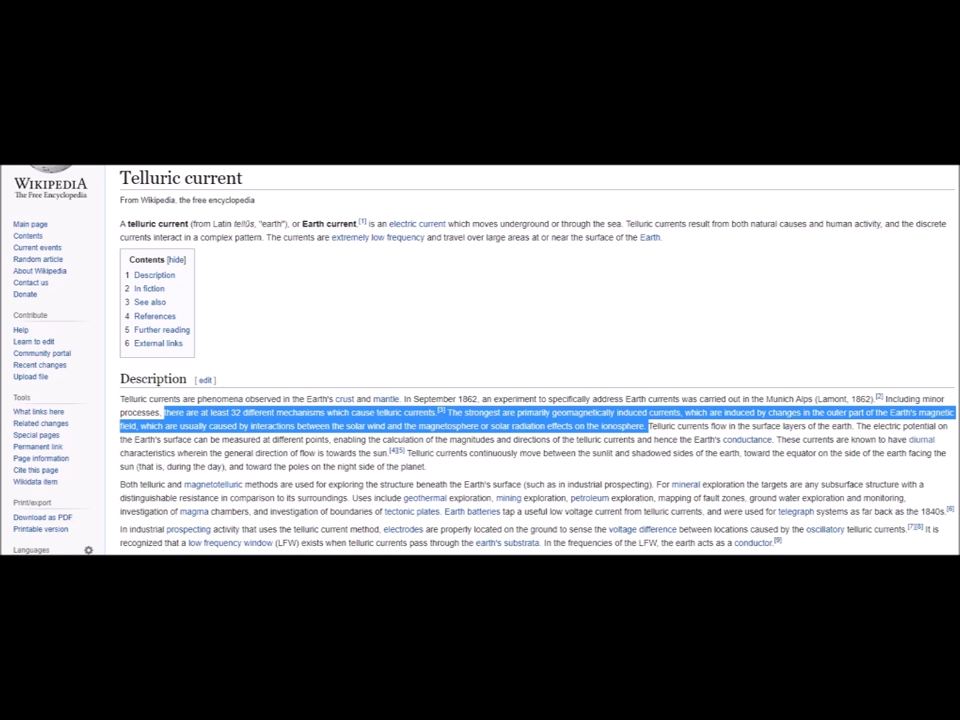 WIKIPEDIA
The Free Encyclopedia
Main page
Contents
Current events
Random article
About Wikipedia
Contact us
Donate
Contribute
Help
Learn to edit
Community portal
Recent changes
Upload file
Tools
What links here
Related changes
Special pages
Permanent link
Page information
Cite this page
Wikidata item
Print/export
Download as PDF
Printable version
Languages
Telluric current
From Wikipedia, the free encyclopedia
A telluric current (from Latin tellūs, "earth"), or Earth current,[1] is an electric current which moves underground or through the sea. Telluric currents result from both natural causes and human activity, and the discrete
currents interact in a complex pattern. The currents are extremely low frequency and travel over large areas at or near the surface of the Earth.
Contents [hide]
1 Description
2 In fiction
3 See also
4 References
5 Further reading
6 External links
Description [ edit ]
Telluric currents are phenomena observed in the Earth's crust and mantle. In September 1862, an experiment to specifically address Earth currents was carried out in the Munich Alps (Lamont, 1862).[2] Including minor
processes, there are at least 32 different mechanisms which cause telluric currents.[3] The strongest are primarily geomagnetically induced currents, which are induced by changes in the outer part of the Earth's magnetic
field, which are usually caused by interactions between the solar wind and the magnetosphere or solar radiation effects on the ionosphere. Telluric currents flow in the surface layers of the earth. The electric potential on
the Earth's surface can be measured at different points, enabling the calculation of the magnitudes and directions of the telluric currents and hence the Earth's conductance. These currents are known to have diurnal
characteristics wherein the general direction of flow is towards the sun.[4][5] Telluric currents continuously move between the sunlit and shadowed sides of the earth, toward the equator on the side of the earth facing the
sun (that is, during the day), and toward the poles on the night side of the planet.
Both telluric and magnetotelluric methods are used for exploring the structure beneath the Earth's surface (such as in industrial prospecting). For mineral exploration the targets are any subsurface structure with a
distinguishable resistance in comparison to its surroundings. Uses include geothermal exploration, mining exploration, petroleum exploration, mapping of fault zones, ground water exploration and monitoring,
investigation of magma chambers, and investigation of boundaries of tectonic plates. Earth batteries tap a useful low voltage current from telluric currents, and were used for telegraph systems as far back as the 1840s.[6]
In industrial prospecting activity that uses the telluric current method, electrodes are properly located on the ground to sense the voltage difference between locations caused by the oscillatory telluric currents.[7][8] It is
recognized that a low frequency window (LFW) exists when telluric currents pass through the earth's substrata. In the frequencies of the LFW, the earth acts as a conductor.[9]